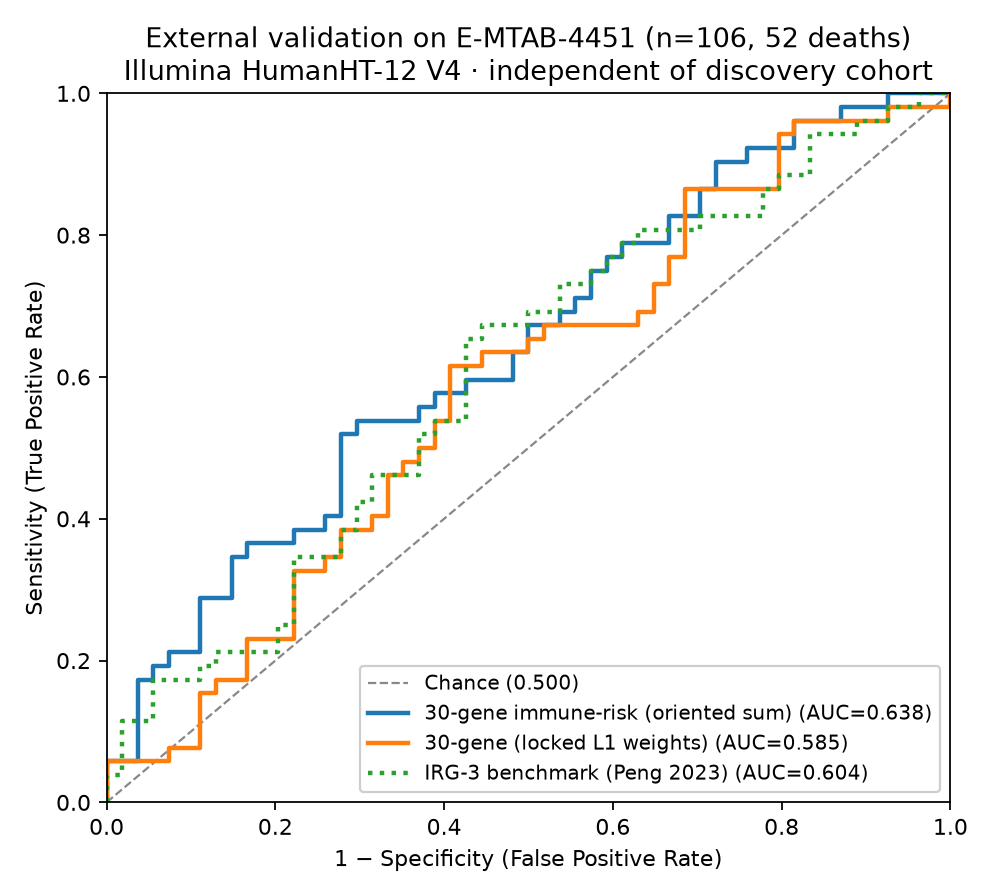 External validation on E-MTAB-4451 (n=106, 52 deaths)
Illumina HumanHT-12 V4 · independent of discovery cohort
1.0
0.8
0.6
0.4
0.2
0.0
Sensitivity (True Positive Rate)
Chance (0.500)
30-gene immune-risk (oriented sum) (AUC=0.638)
30-gene (locked L1 weights) (AUC=0.585)
IRG-3 benchmark (Peng 2023) (AUC=0.604)
0.0 0.2 0.4 0.6 0.8 1.0
1 − Specificity (False Positive Rate)